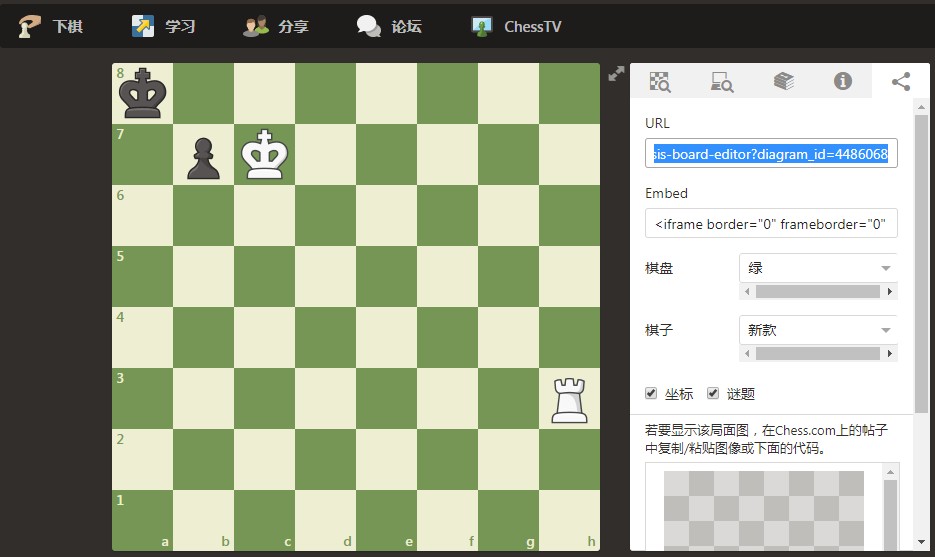 下棋 学习 分享 论坛 ChessTV
8
7
6
5
4
3
2
1
a b c d e f g h
URL
sis-board-editor?diagram_id=4486068
Embed
<iframe border="0" frameborder="0"
棋盘 绿
棋子 新款
坐标 谜题
若要显示该局面图，在Chess.com上的帖子
中复制/粘贴图像或下面的代码。